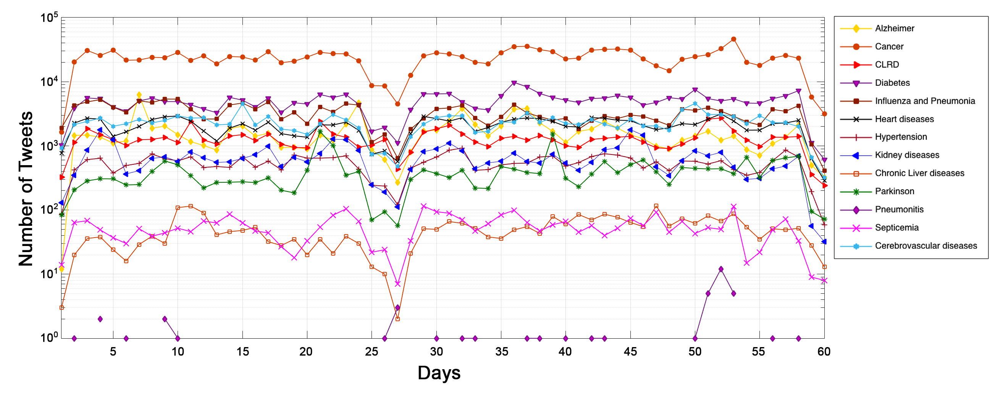 Number of Tweets
10^5
10^4
10^3
10^2
10^1
10^0
5 10 15 20 25 30 35 40 45 50 55 60
Days
Alzheimer
Cancer
CLRD
Diabetes
Influenza and Pneumonia
Heart diseases
Hypertension
Kidney diseases
Chronic Liver diseases
Parkinson
Pneumonitis
Septicemia
Cerebrovascular diseases